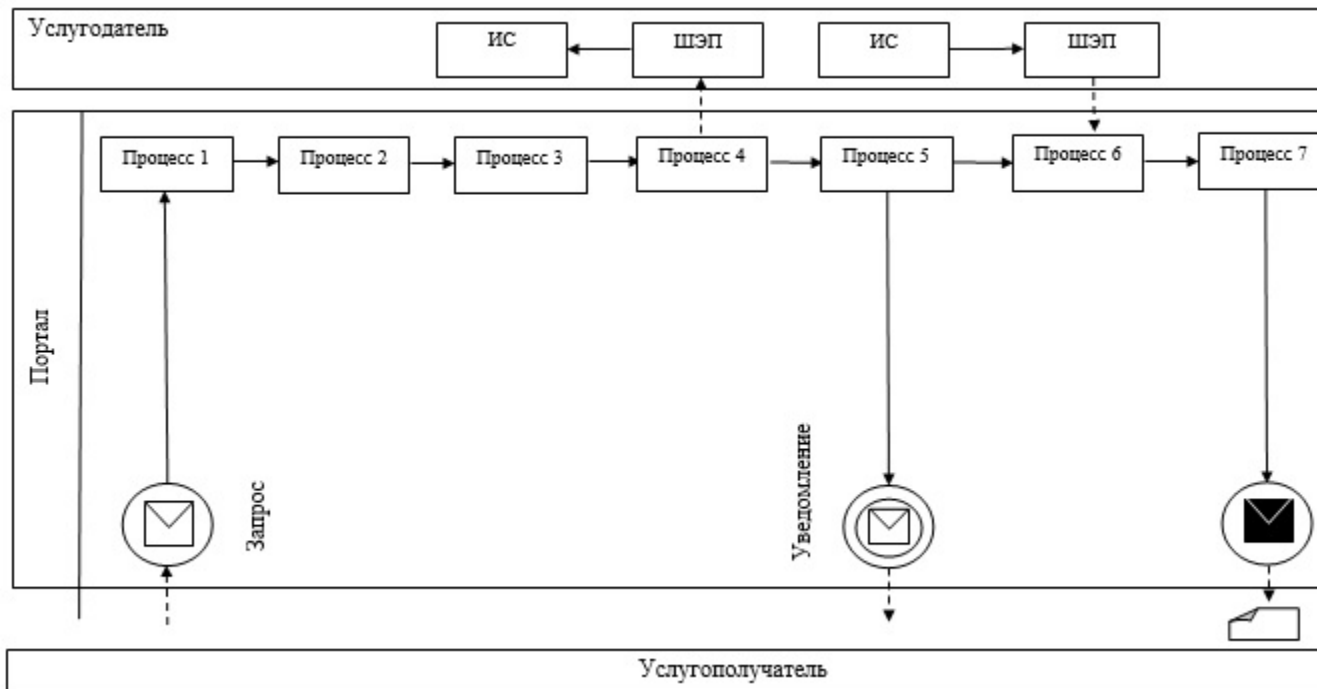 Услугодатель
ИС
ШЭП
ИС
ШЭП
Процесс 1
Процесс 2
Процесс 3
Процесс 4
Процесс 5
Процесс 6
Процесс 7
Портал
Запрос
Уведомление
Услугополучатель